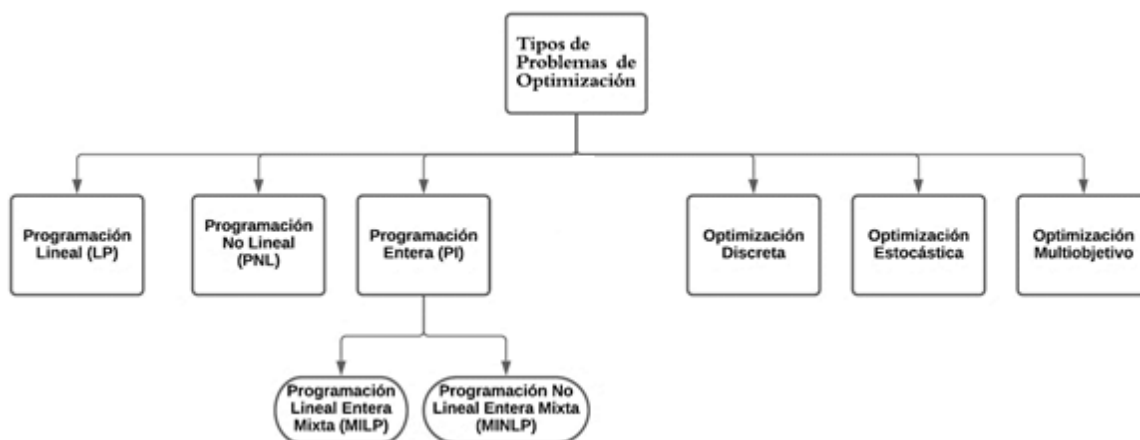 Tipos de
Problemas de
Optimización
Programación
Lineal (LP)
Programación
No Lineal
(PNL)
Programación
Entera (PI)
Optimización
Discreta
Optimización
Estocástica
Optimización
Multiobjetivo
Programación
Lineal Entera
Mixta (MILP)
Programación No
Lineal Entera Mixta
(MINLP)